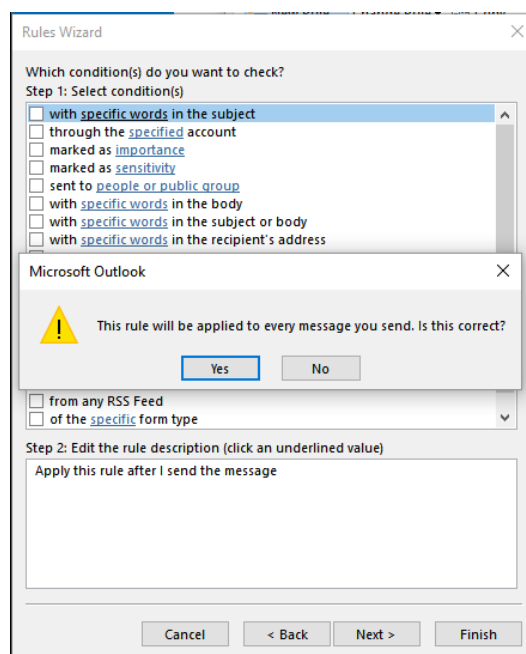 Rules Wizard
Which condition(s) do you want to check?
Step 1: Select condition(s)
with specific words in the subject
through the specified account
marked as importance
marked as sensitivity
sent to people or public group
with specific words in the body
with specific words in the subject or body
with specific words in the recipient's address
Microsoft Outlook
This rule will be applied to every message you send. Is this correct?
Yes No
from any RSS Feed
of the specific form type
Step 2: Edit the rule description (click an underlined value)
Apply this rule after I send the message
Cancel < Back Next > Finish